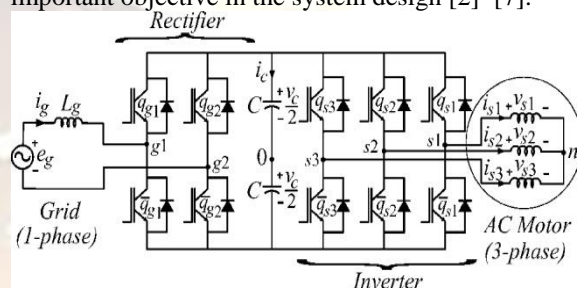 important objective in the system design [2]–[7].
Rectifier
i_g L_g
e_g
+
-
Grid
(1-phase)
q_g1 q_g2
g1
g2
q̅_g1 q̅_g2
i_c
C + v_c/2 -
0
C + v_c/2 -
q_s3 q_s2 q_s1
s3 s2 s1
q̅_s3 q̅_s2 q̅_s1
i_s1 + v_s1 -
i_s2 + v_s2 -
i_s3 + v_s3 -
n
AC Motor
(3-phase)
Inverter